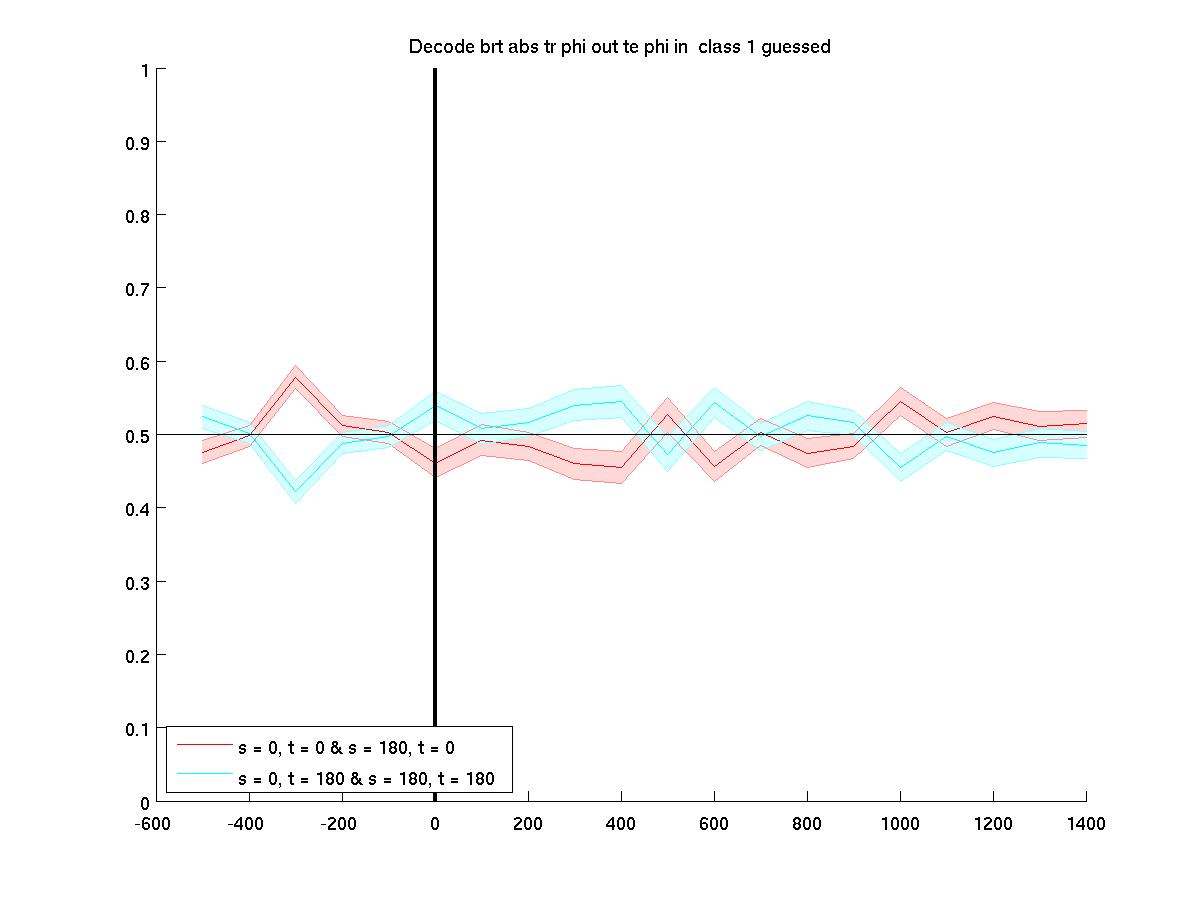 Decode brt abs tr phi out te phi in  class 1 guessed
1
0.9
0.8
0.7
0.6
0.5
0.4
0.3
0.2
0.1
0
s = 0, t = 0 & s = 180, t = 0
s = 0, t = 180 & s = 180, t = 180
-600 -400 -200 0 200 400 600 800 1000 1200 1400